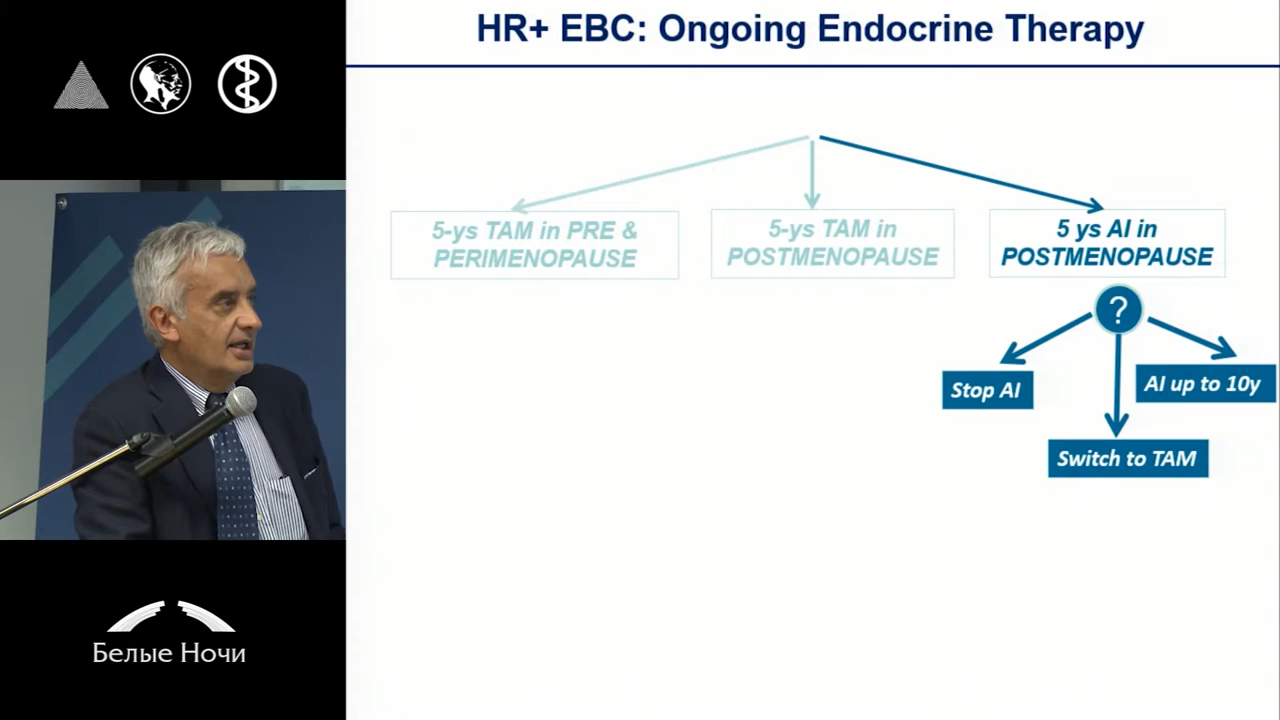 HR+ EBC: Ongoing Endocrine Therapy
5-ys TAM in PRE &
PERIMENOPAUSE
5-ys TAM in
POSTMENOPAUSE
5 ys AI in
POSTMENOPAUSE
?
Stop AI
AI up to 10y
Switch to TAM
Белые Ночи